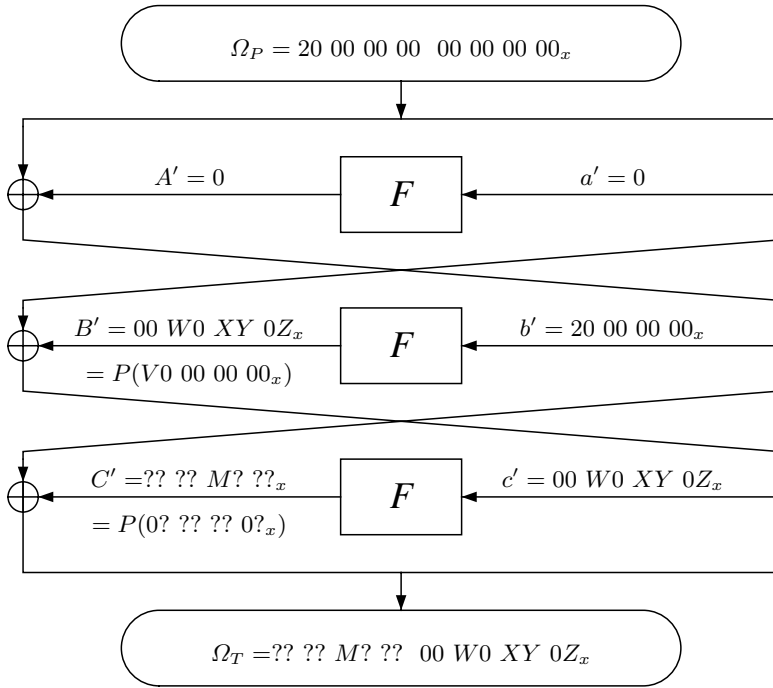 Ω_P = 20 00 00 00 00 00 00 00_x
A′ = 0
F
a′ = 0
B′ = 00 W0 XY 0Z_x
= P(V0 00 00 00_x)
F
b′ = 20 00 00 00_x
C′ =?? ?? M? ??_x
= P(0? ?? ?? 0?_x)
F
c′ = 00 W0 XY 0Z_x
Ω_T =?? ?? M? ?? 00 W0 XY 0Z_x